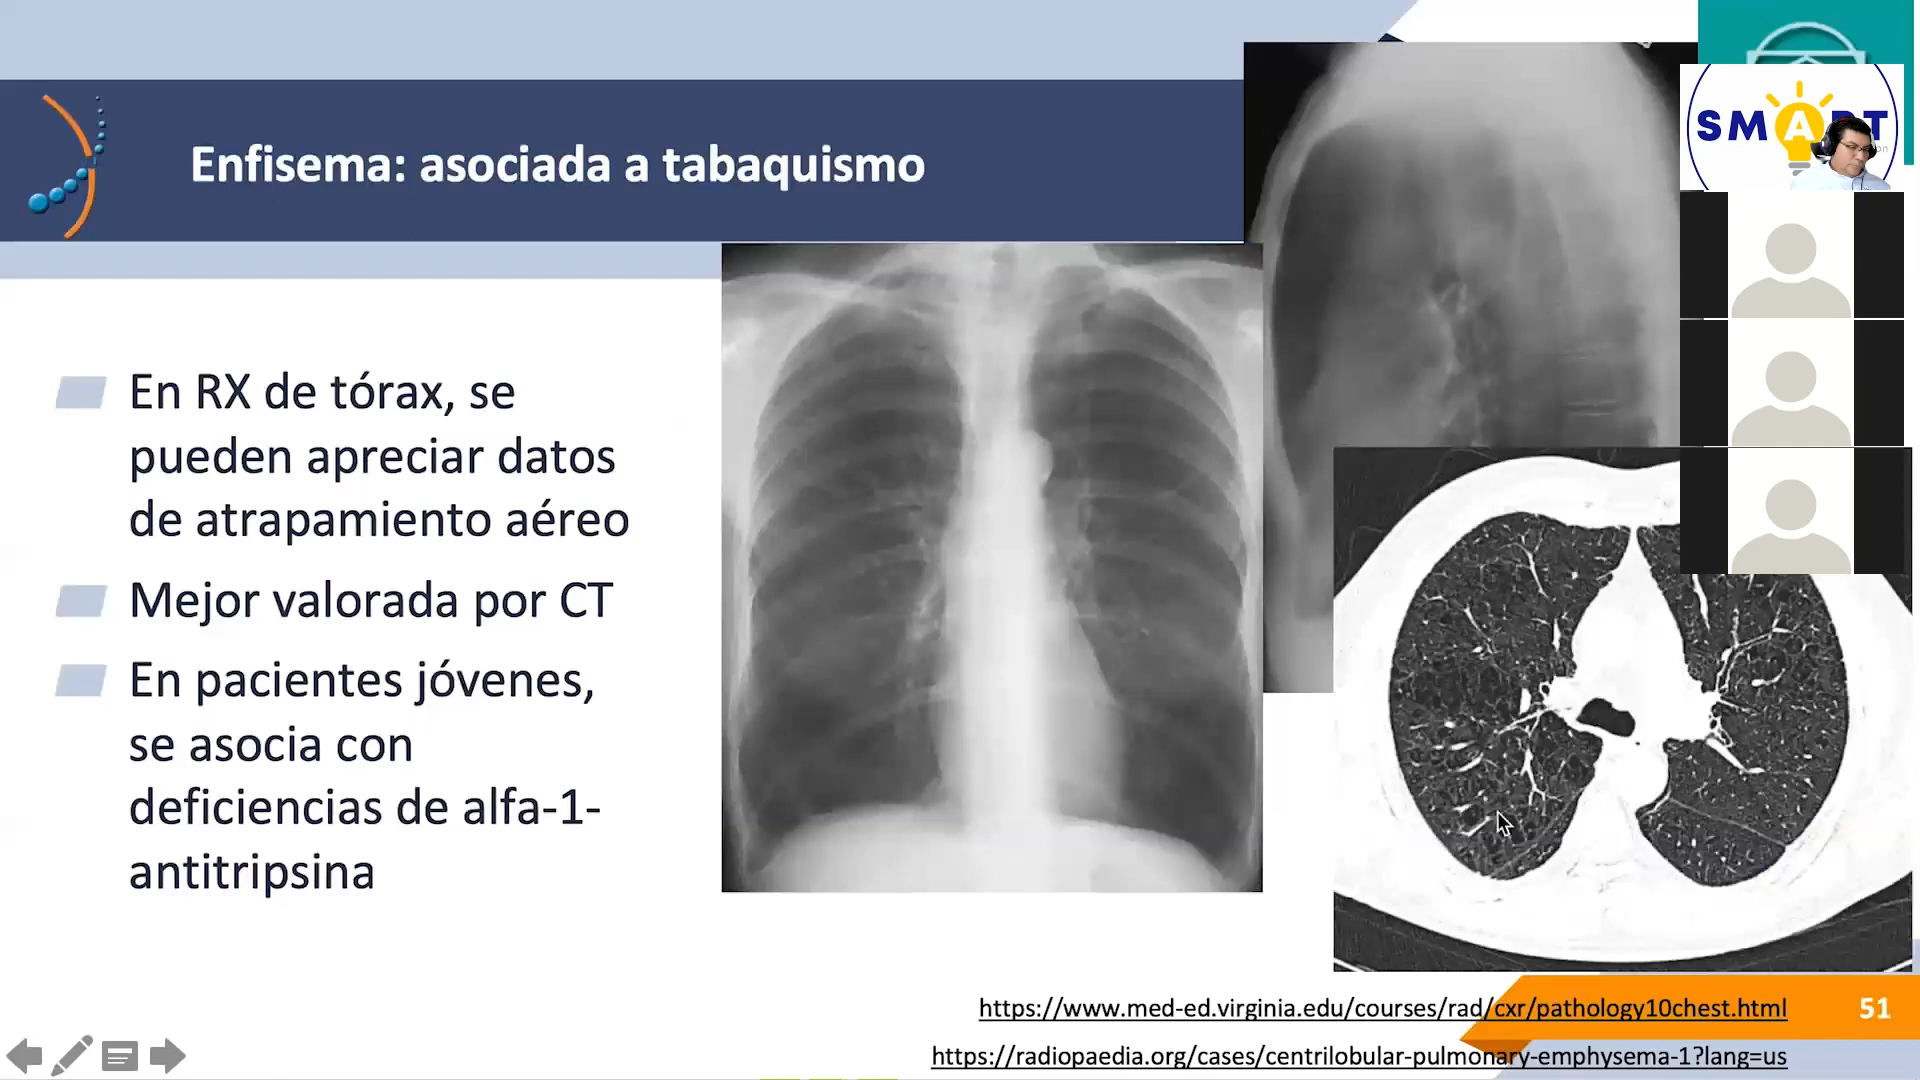 Enfisema: asociada a tabaquismo
SMART
En RX de tórax, se
pueden apreciar datos
de atrapamiento aéreo
Mejor valorada por CT
En pacientes jóvenes,
se asocia con
deficiencias de alfa-1-
antitripsina
https://www.med-ed.virginia.edu/courses/rad/cxr/pathology10chest.html
51
https://radiopaedia.org/cases/centrilobular-pulmonary-emphysema-1?lang=us